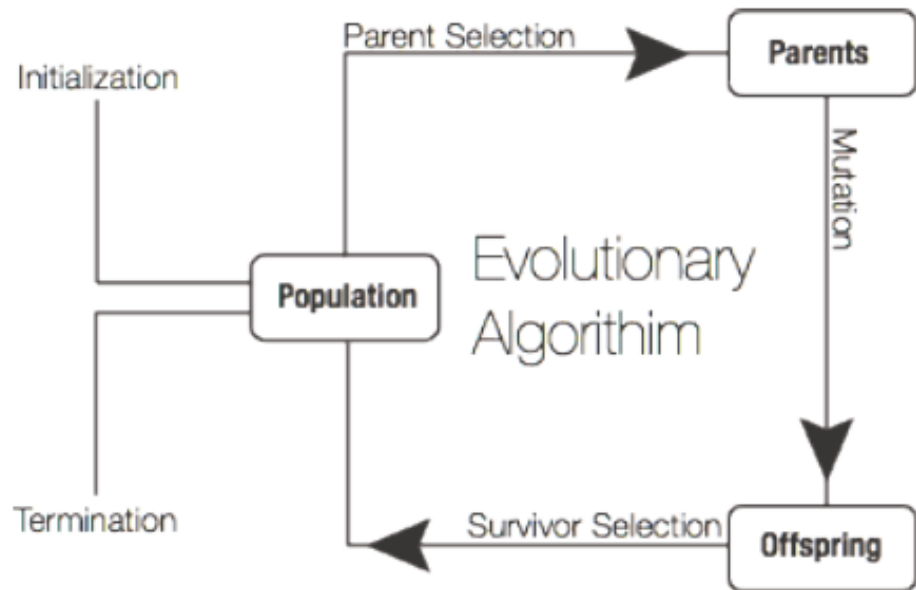 Parent Selection
Parents
Initialization
Mutation
Evolutionary
Algorithim
Population
Termination
Survivor Selection
Offspring